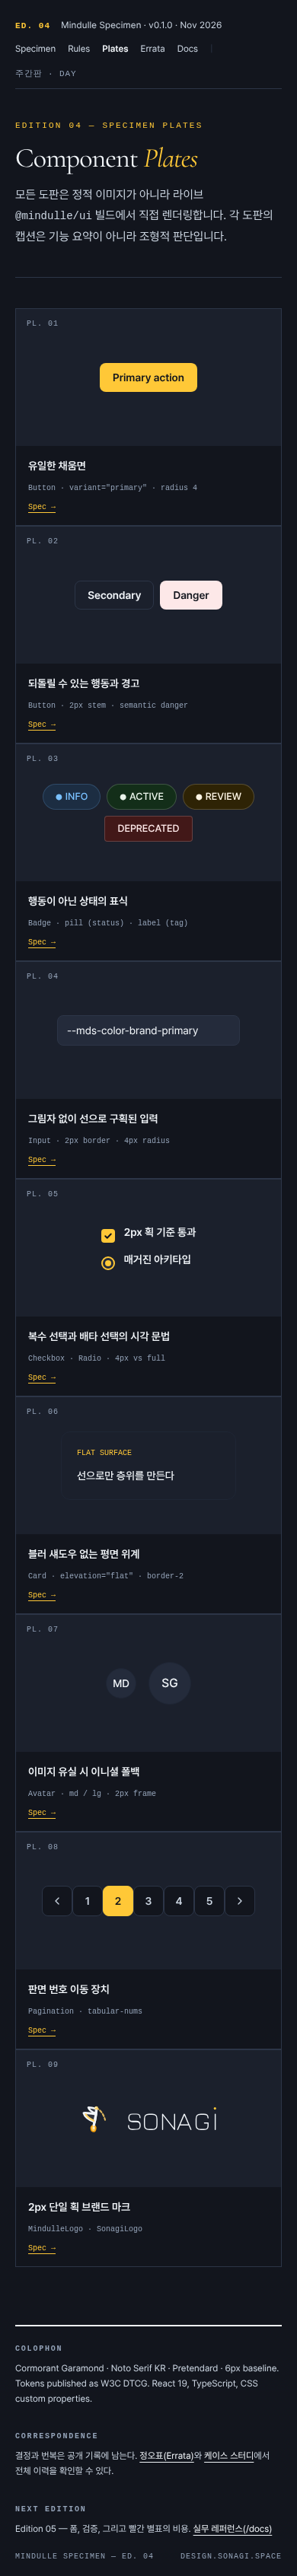 ED. 04 Mindulle Specimen · v0.1.0 · Nov 2026
Specimen Rules Plates Errata Docs
주간판 · DAY
EDITION 04 — SPECIMEN PLATES
Component Plates
모든 도판은 정적 이미지가 아니라 라이브
@mindulle/ui 빌드에서 직접 렌더링합니다. 각 도판의
캡션은 기능 요약이 아니라 조형적 판단입니다.
PL. 01
Primary action
유일한 채움면
Button · variant="primary" · radius 4
Spec →
PL. 02
Secondary Danger
되돌릴 수 있는 행동과 경고
Button · 2px stem · semantic danger
Spec →
PL. 03
INFO ACTIVE REVIEW
DEPRECATED
행동이 아닌 상태의 표식
Badge · pill (status) · label (tag)
Spec →
PL. 04
--mds-color-brand-primary
그림자 없이 선으로 구획된 입력
Input · 2px border · 4px radius
Spec →
PL. 05
2px 획 기준 통과
매거진 아키타입
복수 선택과 배타 선택의 시각 문법
Checkbox · Radio · 4px vs full
Spec →
PL. 06
FLAT SURFACE
선으로만 층위를 만든다
블러 섀도우 없는 평면 위계
Card · elevation="flat" · border-2
Spec →
PL. 07
MD SG
이미지 유실 시 이니셜 폴백
Avatar · md / lg · 2px frame
Spec →
PL. 08
1 2 3 4 5
판면 번호 이동 장치
Pagination · tabular-nums
Spec →
PL. 09
SONAGi
2px 단일 획 브랜드 마크
MindulleLogo · SonagiLogo
Spec →
COLOPHON
Cormorant Garamond · Noto Serif KR · Pretendard · 6px baseline.
Tokens published as W3C DTCG. React 19, TypeScript, CSS
custom properties.
CORRESPONDENCE
결정과 번복은 공개 기록에 남는다. 정오표(Errata)와 케이스 스터디에서
전체 이력을 확인할 수 있다.
NEXT EDITION
Edition 05 — 폼, 검증, 그리고 빨간 별표의 비용. 실무 레퍼런스(/docs)
MINDULLE SPECIMEN — ED. 04 DESIGN.SONAGI.SPACE